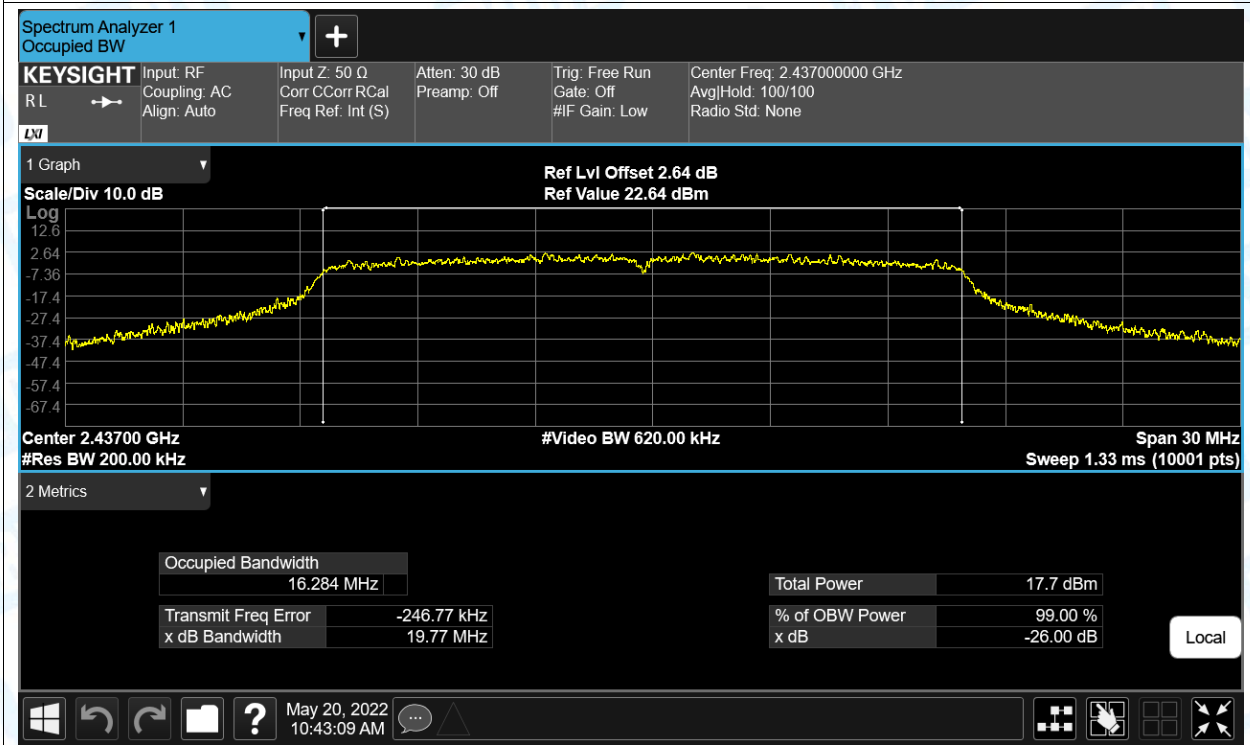 Spectrum Analyzer 1
Occupied BW
+
KEYSIGHT
R L
LXI
Input: RF
Coupling: AC
Align: Auto
Input Z: 50 Ω
Corr CCorr RCal
Freq Ref: Int (S)
Atten: 30 dB
Preamp: Off
Trig: Free Run
Gate: Off
#IF Gain: Low
Center Freq: 2.437000000 GHz
Avg|Hold: 100/100
Radio Std: None
1 Graph
Scale/Div 10.0 dB
Ref Lvl Offset 2.64 dB
Ref Value 22.64 dBm
Log
12.6
2.64
-7.36
-17.4
-27.4
-37.4
-47.4
-57.4
-67.4
Center 2.43700 GHz
#Res BW 200.00 kHz
#Video BW 620.00 kHz
Span 30 MHz
Sweep 1.33 ms (10001 pts)
2 Metrics
Occupied Bandwidth
16.284 MHz
Transmit Freq Error -246.77 kHz
x dB Bandwidth 19.77 MHz
Total Power 17.7 dBm
% of OBW Power 99.00 %
x dB -26.00 dB
Local
?
May 20, 2022
10:43:09 AM